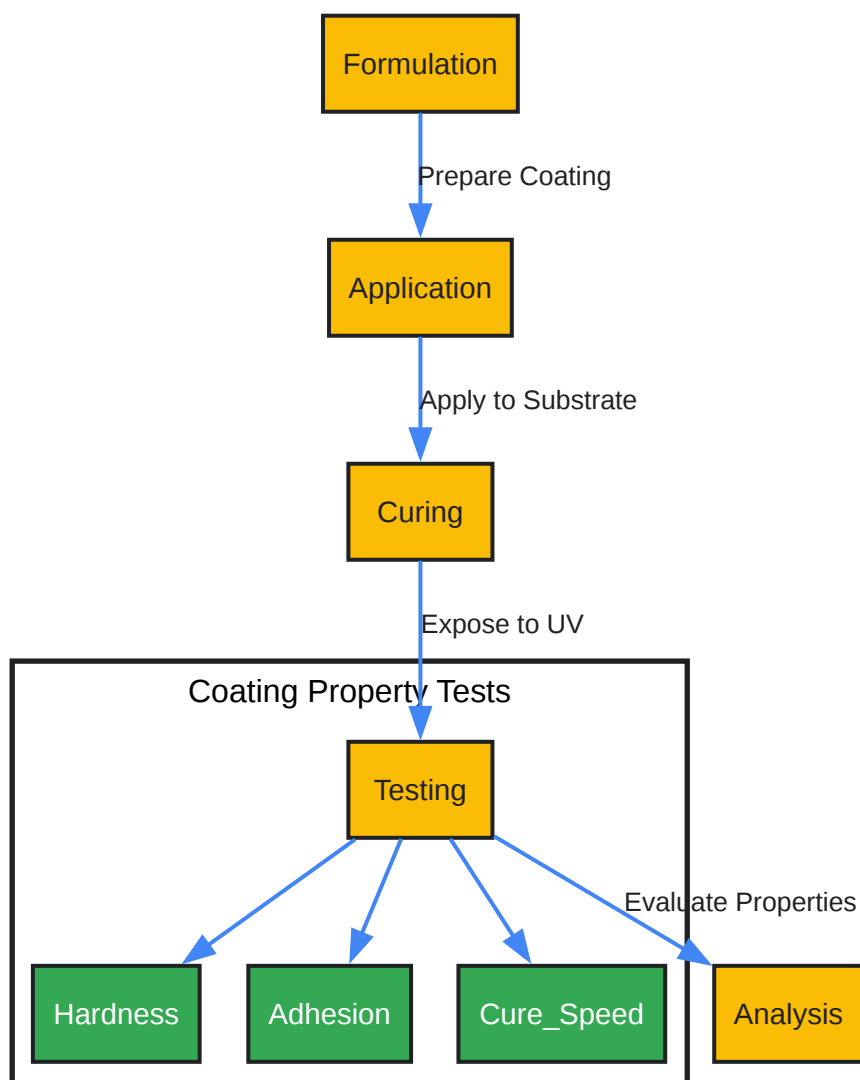 Formulation
Prepare Coating
Application
Apply to Substrate
Curing
Expose to UV
Coating Property Tests
Testing
Evaluate Properties
Hardness
Adhesion
Cure_Speed
Analysis